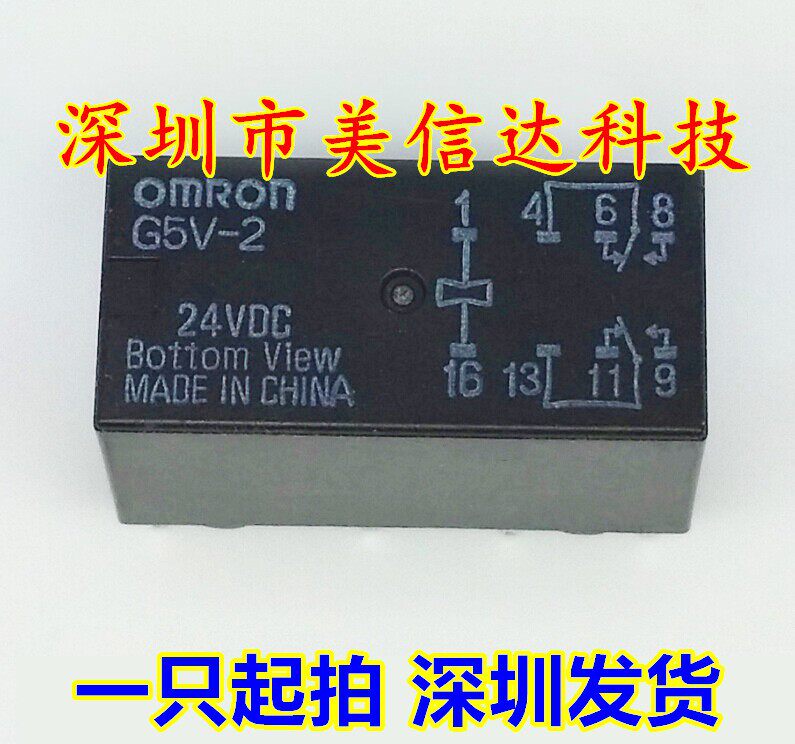 深圳市美信达科技
OMRON
G5V-2
24VDC
Bottom View
MADE IN CHINA
1 4 6 8
16 13 11 9
一只起拍 深圳发货